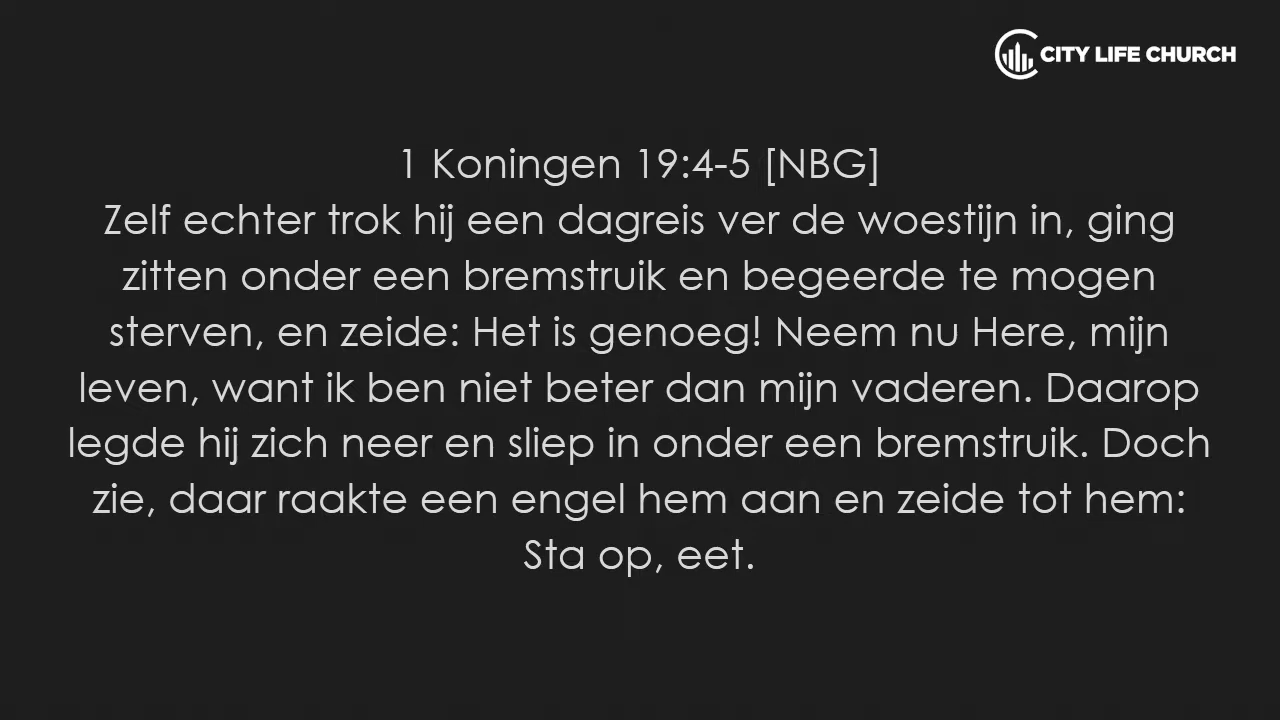 CITY LIFE CHURCH
1 Koningen 19:4-5 [NBG]
Zelf echter trok hij een dagreis ver de woestijn in, ging
zitten onder een bremstruik en begeerde te mogen
sterven, en zeide: Het is genoeg! Neem nu Here, mijn
leven, want ik ben niet beter dan mijn vaderen. Daarop
legde hij zich neer en sliep in onder een bremstruik. Doch
zie, daar raakte een engel hem aan en zeide tot hem:
Sta op, eet.